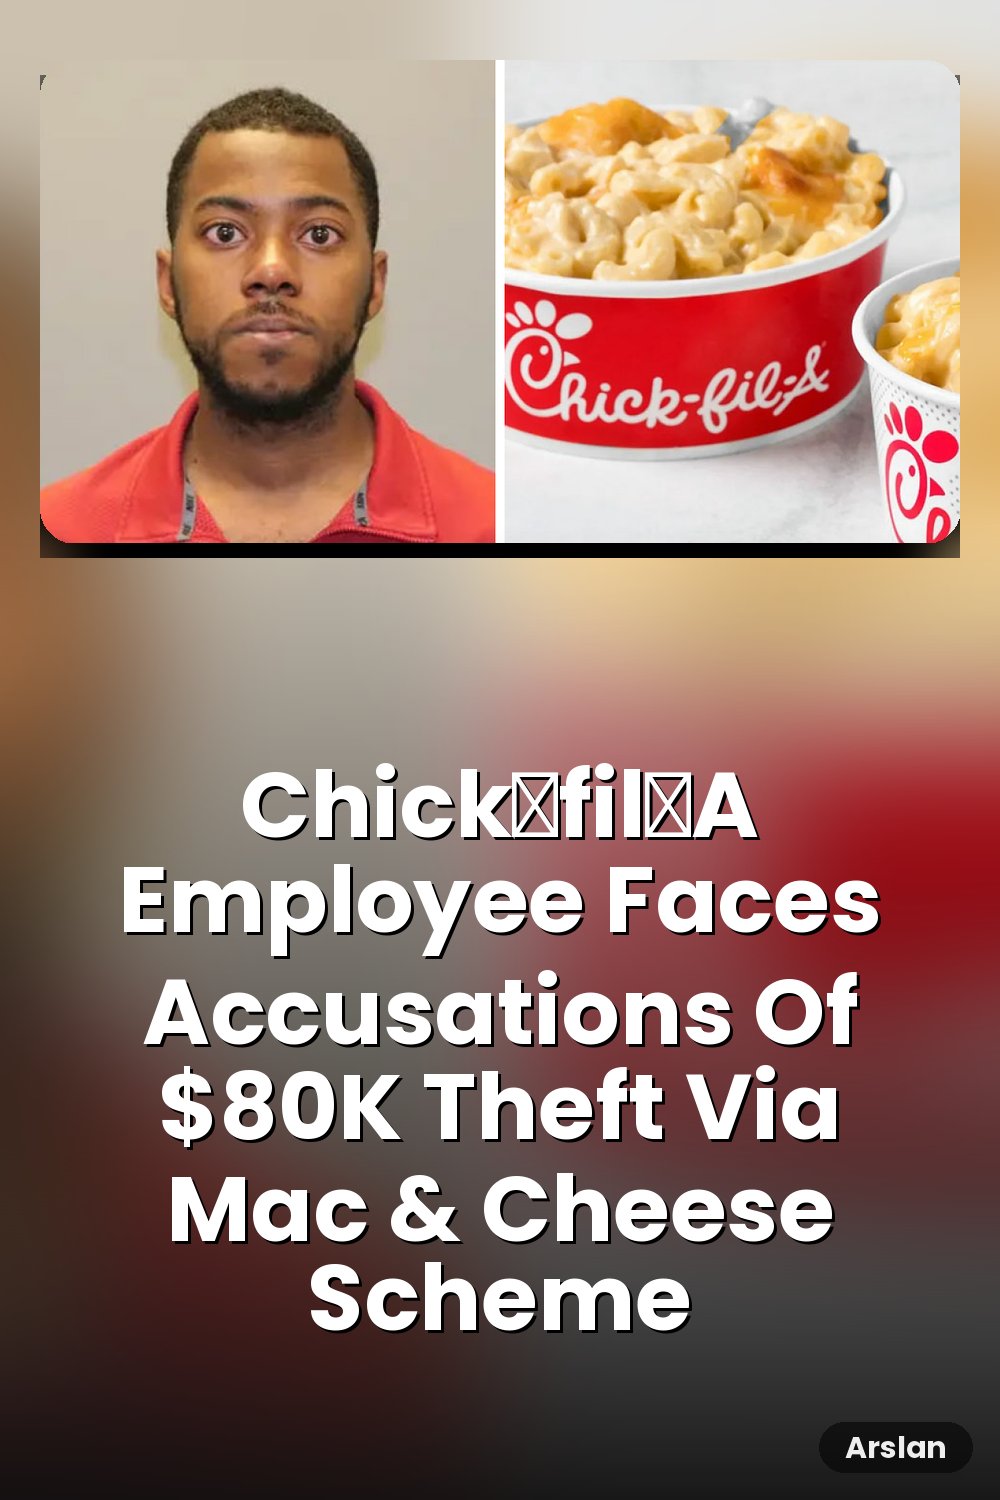 Chick-fil-&
Chick▯fil▯A
Employee Faces
Accusations Of
$80K Theft Via
Mac & Cheese
Scheme
Arslan